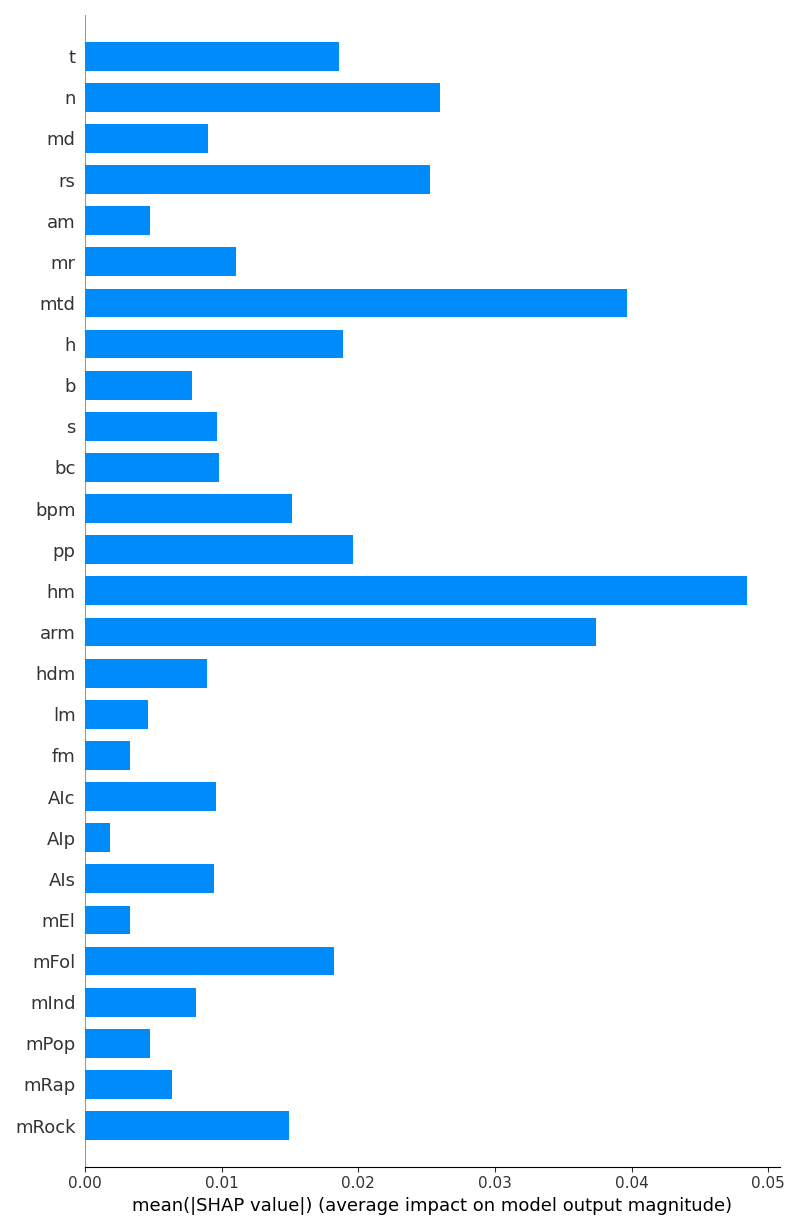 t
n
md
rs
am
mr
mtd
h
b
s
bc
bpm
pp
hm
arm
hdm
lm
fm
AIc
AIp
AIs
mEl
mFol
mInd
mPop
mRap
mRock
0.00 0.01 0.02 0.03 0.04 0.05
mean(|SHAP value|) (average impact on model output magnitude)